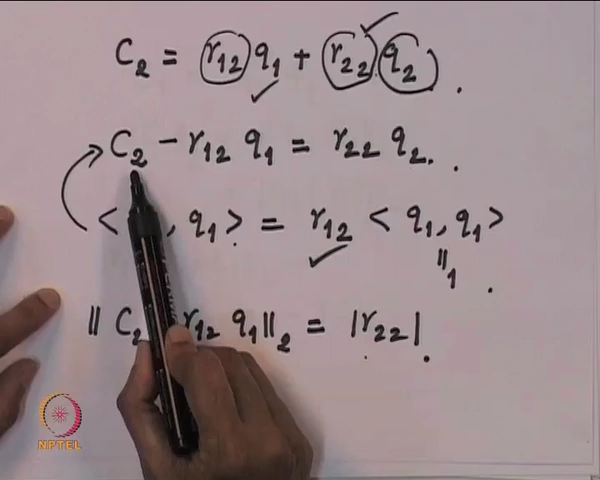 C2 = r12 q1 + r22 q2 .
C2 - r12 q1 = r22 q2 . .
< , q1 > = r12 < q1, q1 >
"1 .
|| C2 r12 q1||2 = |r22| .
NPTEL